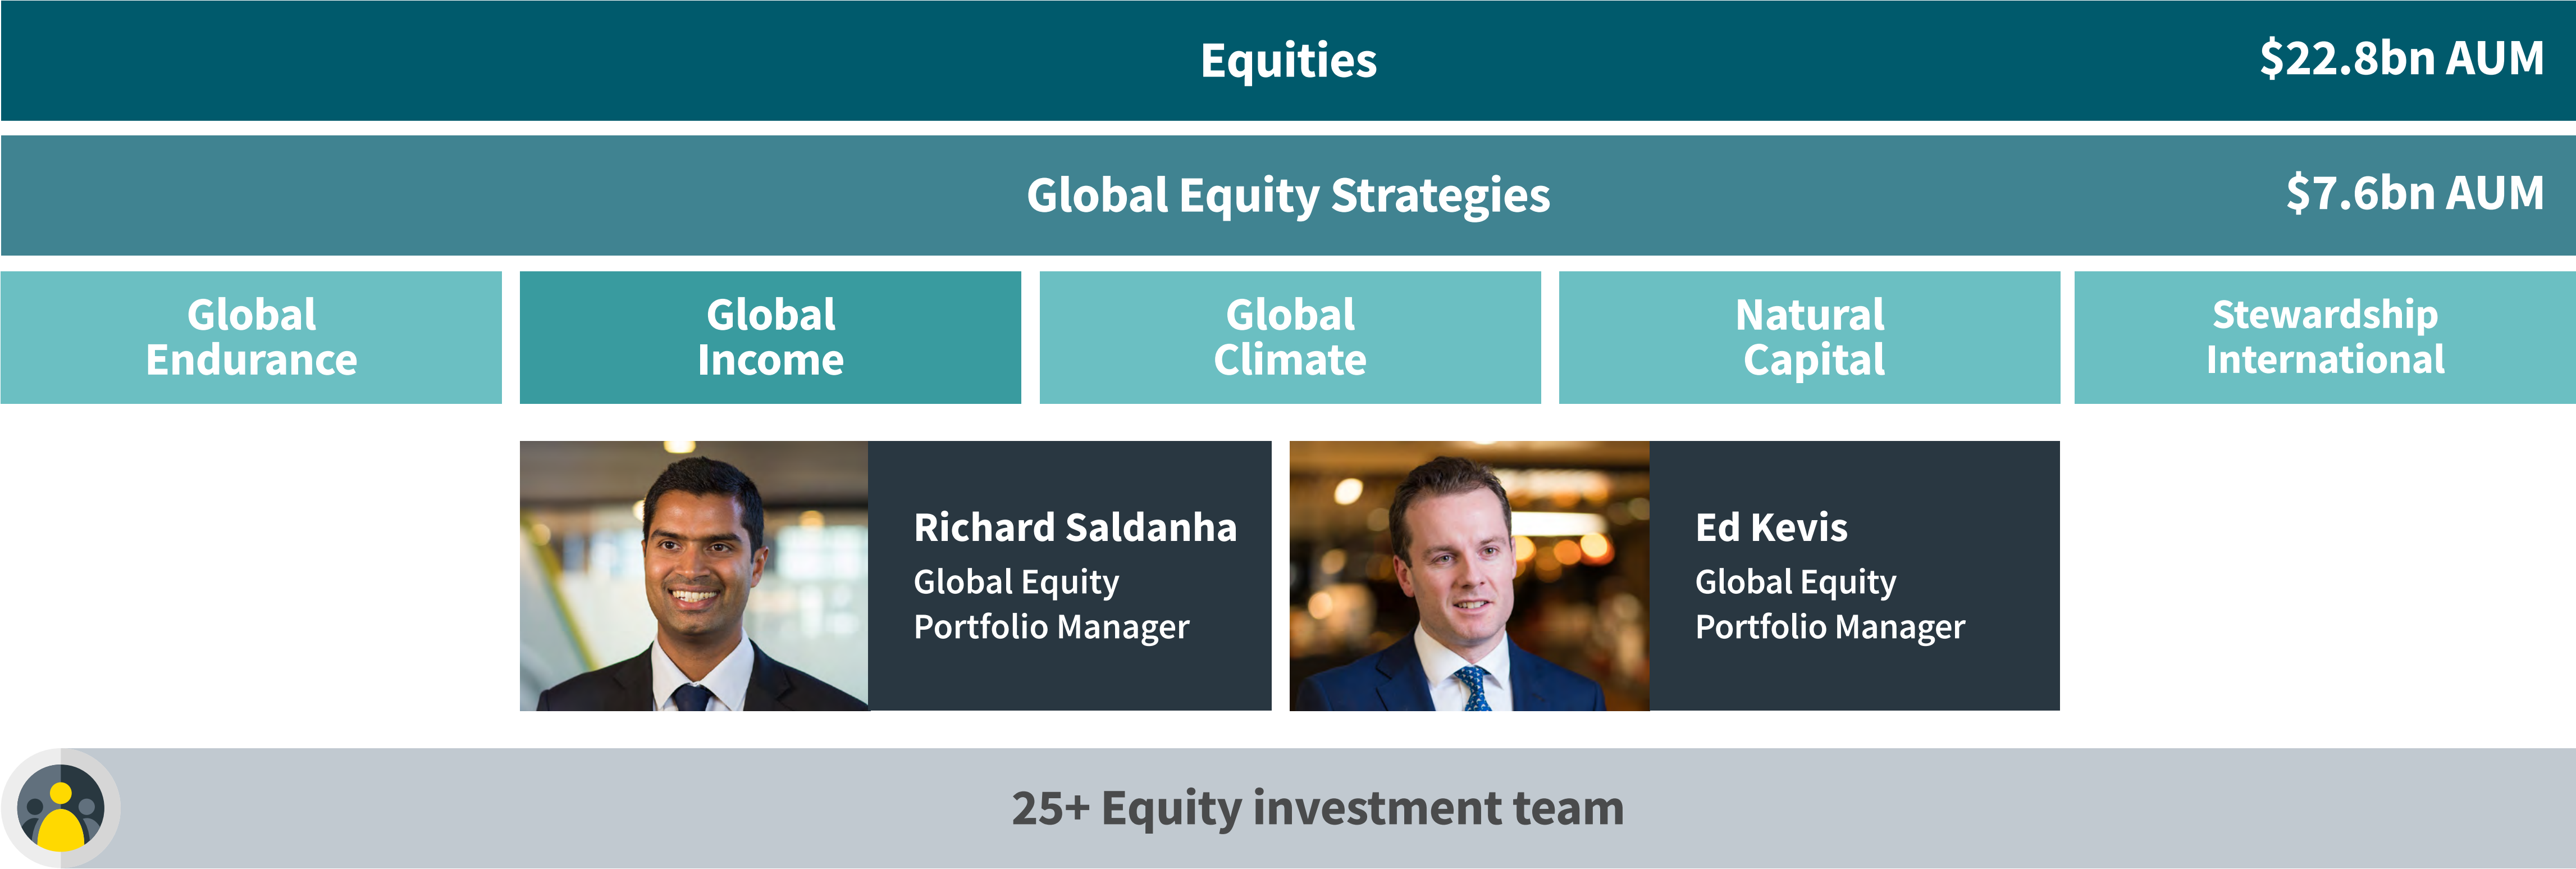 Equities
$22.8bn AUM
Global Equity Strategies
$7.6bn AUM
Global
Endurance
Global
Income
Global
Climate
Natural
Capital
Stewardship
International
Richard Saldanha
Global Equity
Portfolio Manager
Ed Kevis
Global Equity
Portfolio Manager
25+ Equity investment team